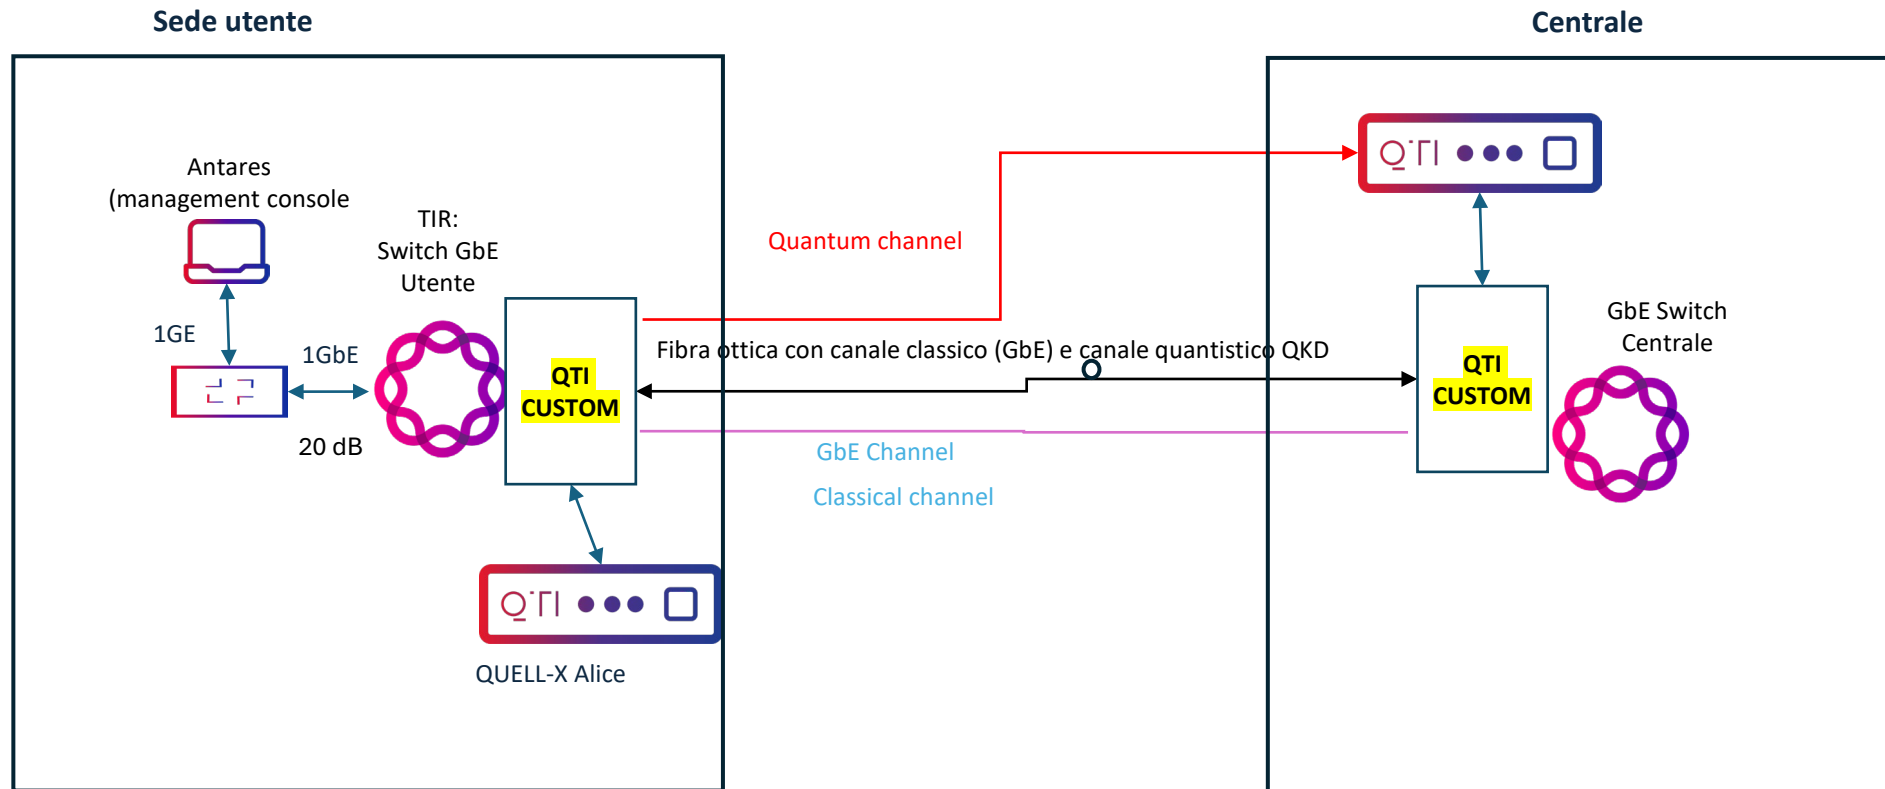 Sede utente
Centrale
Antares
(management console
TIR:
Switch GbE
Utente
1GE
1GbE
20 dB
QTI
CUSTOM
QTI
QUELL-X Alice
Quantum channel
Fibra ottica con canale classico (GbE) e canale quantistico QKD
GbE Channel
Classical channel
QTI
QTI
CUSTOM
GbE Switch
Centrale